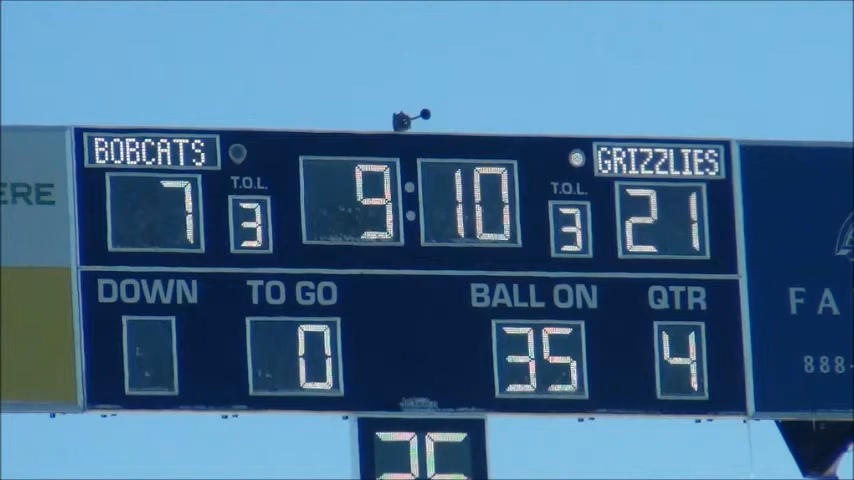 ERE
BOBCATS
GRIZZLIES
7
T.O.L.
3
9:10
T.O.L.
3
21
DOWN
TO GO
BALL ON
QTR
0
35
4
FA
888-